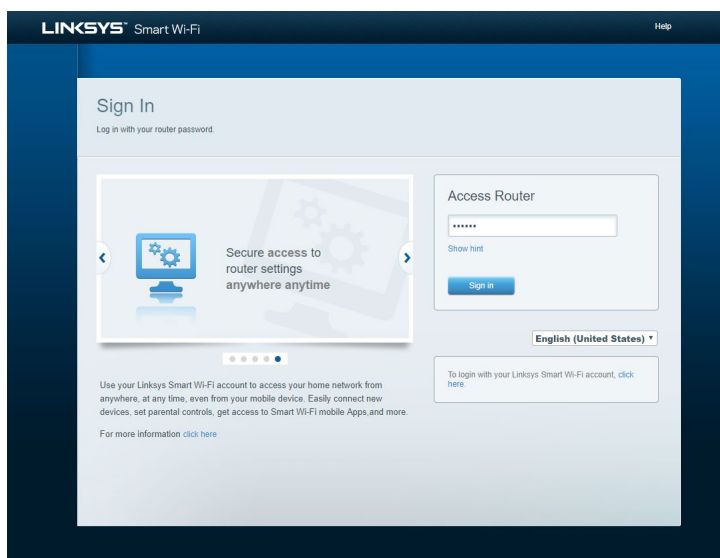 LINKSYS™ Smart Wi-Fi
Help
Sign In
Log in with your router password.
Secure access to
router settings
anywhere anytime
Access Router
••••••
Show hint
Sign in
English (United States)
Use your Linksys Smart Wi-Fi account to access your home network from
anywhere, at any time, even from your mobile device. Easily connect new
devices, set parental controls, get access to Smart Wi-Fi mobile Apps,and more.
For more information click here
To login with your Linksys Smart Wi-Fi account, click
here.